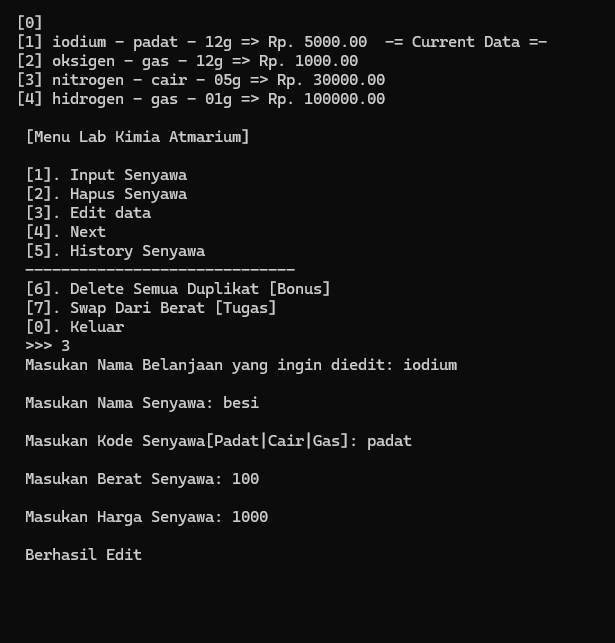 [0]
[1] iodium - padat - 12g => Rp. 5000.00  -= Current Data =-
[2] oksigen - gas - 12g => Rp. 1000.00
[3] nitrogen - cair - 05g => Rp. 30000.00
[4] hidrogen - gas - 01g => Rp. 100000.00
[Menu Lab Kimia Atmarium]
[1]. Input Senyawa
[2]. Hapus Senyawa
[3]. Edit data
[4]. Next
[5]. History Senyawa
------------------------------
[6]. Delete Semua Duplikat [Bonus]
[7]. Swap Dari Berat [Tugas]
[0]. Keluar
>>> 3
Masukan Nama Belanjaan yang ingin diedit: iodium
Masukan Nama Senyawa: besi
Masukan Kode Senyawa[Padat|Cair|Gas]: padat
Masukan Berat Senyawa: 100
Masukan Harga Senyawa: 1000
Berhasil Edit